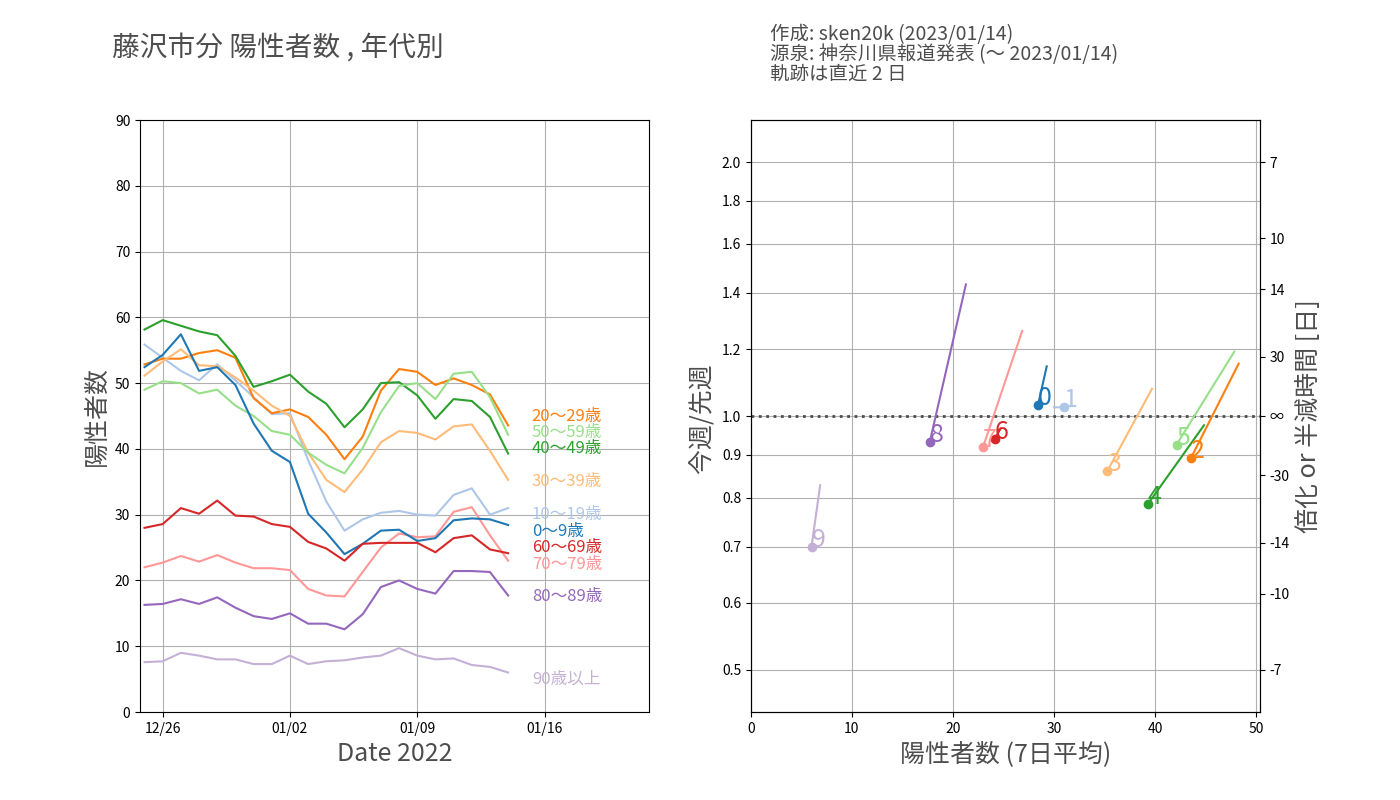 藤沢市分 陽性者数 , 年代別
作成: sken20k (2023/01/14)
源泉: 神奈川県報道発表 (〜 2023/01/14)
軌跡は直近 2 日
陽性者数
90
80
70
60
50
40
30
20
10
0
12/26
01/02
01/09
01/16
Date 2022
20〜29歳
50〜59歳
40〜49歳
30〜39歳
10〜19歳
0〜9歳
60〜69歳
70〜79歳
80〜89歳
90歳以上
今週/先週
2.0
1.8
1.6
1.4
1.2
1.0
0.9
0.8
0.7
0.6
0.5
0
10
20
30
40
50
陽性者数 (7日平均)
7
10
14
30
∞
-30
-14
-10
-7
倍化 or 半減時間 [日]
0
1
8
7
6
5
2
3
4
9